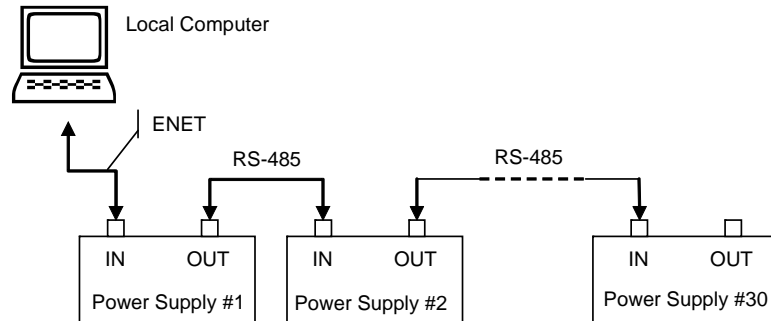 Local Computer
ENET
RS-485 RS-485
IN OUT IN OUT IN OUT
Power Supply #1 Power Supply #2 Power Supply #30